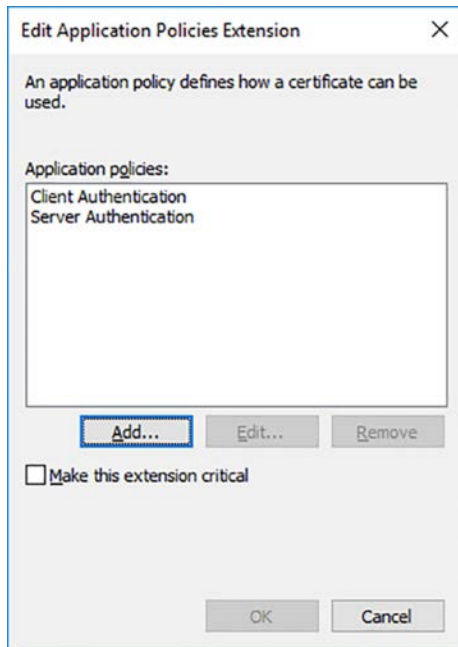 Edit Application Policies Extension
An application policy defines how a certificate can be
used.
Application policies:
Client Authentication
Server Authentication
Add...
Edit...
Remove
Make this extension critical
OK
Cancel